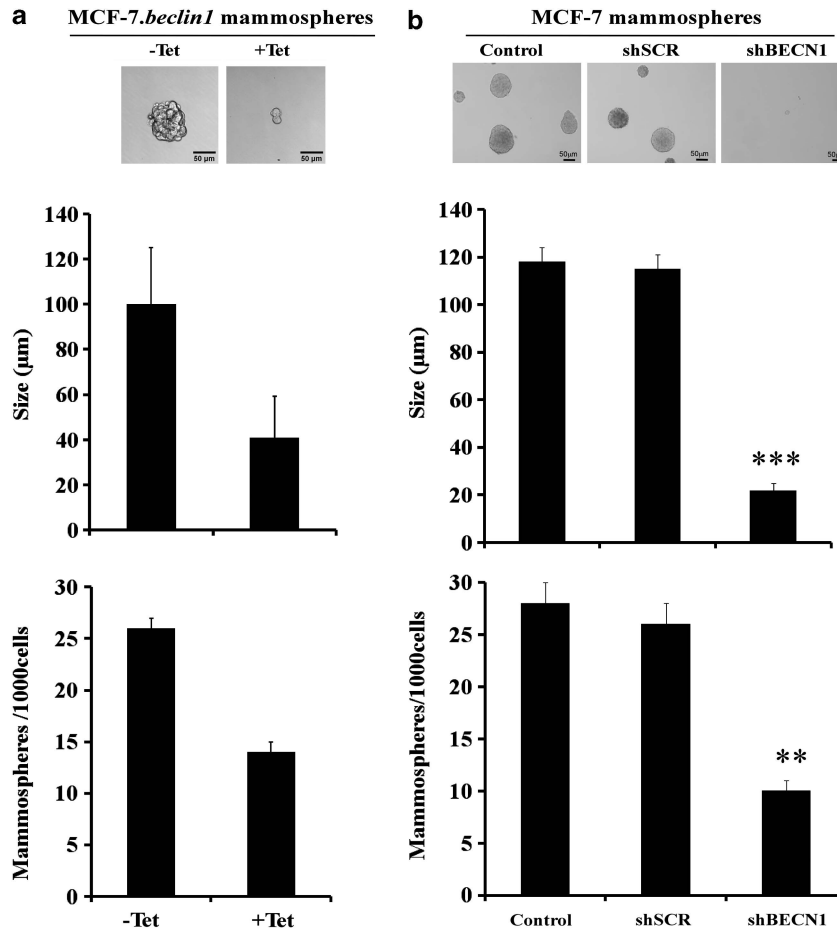 a
MCF-7.beclin1 mammospheres
-Tet +Tet
50 µm 50 µm
140
120
100
80
60
40
20
0
Size (µm)
30
25
20
15
10
5
0
Mammospheres /1000cells
-Tet +Tet
b
MCF-7 mammospheres
Control shSCR shBECN1
50µm 50µm 50µm
140
120
100
80
60
40
20
0
Size (µm)
***
30
25
20
15
10
5
0
Mammospheres/1000cells
**
Control shSCR shBECN1